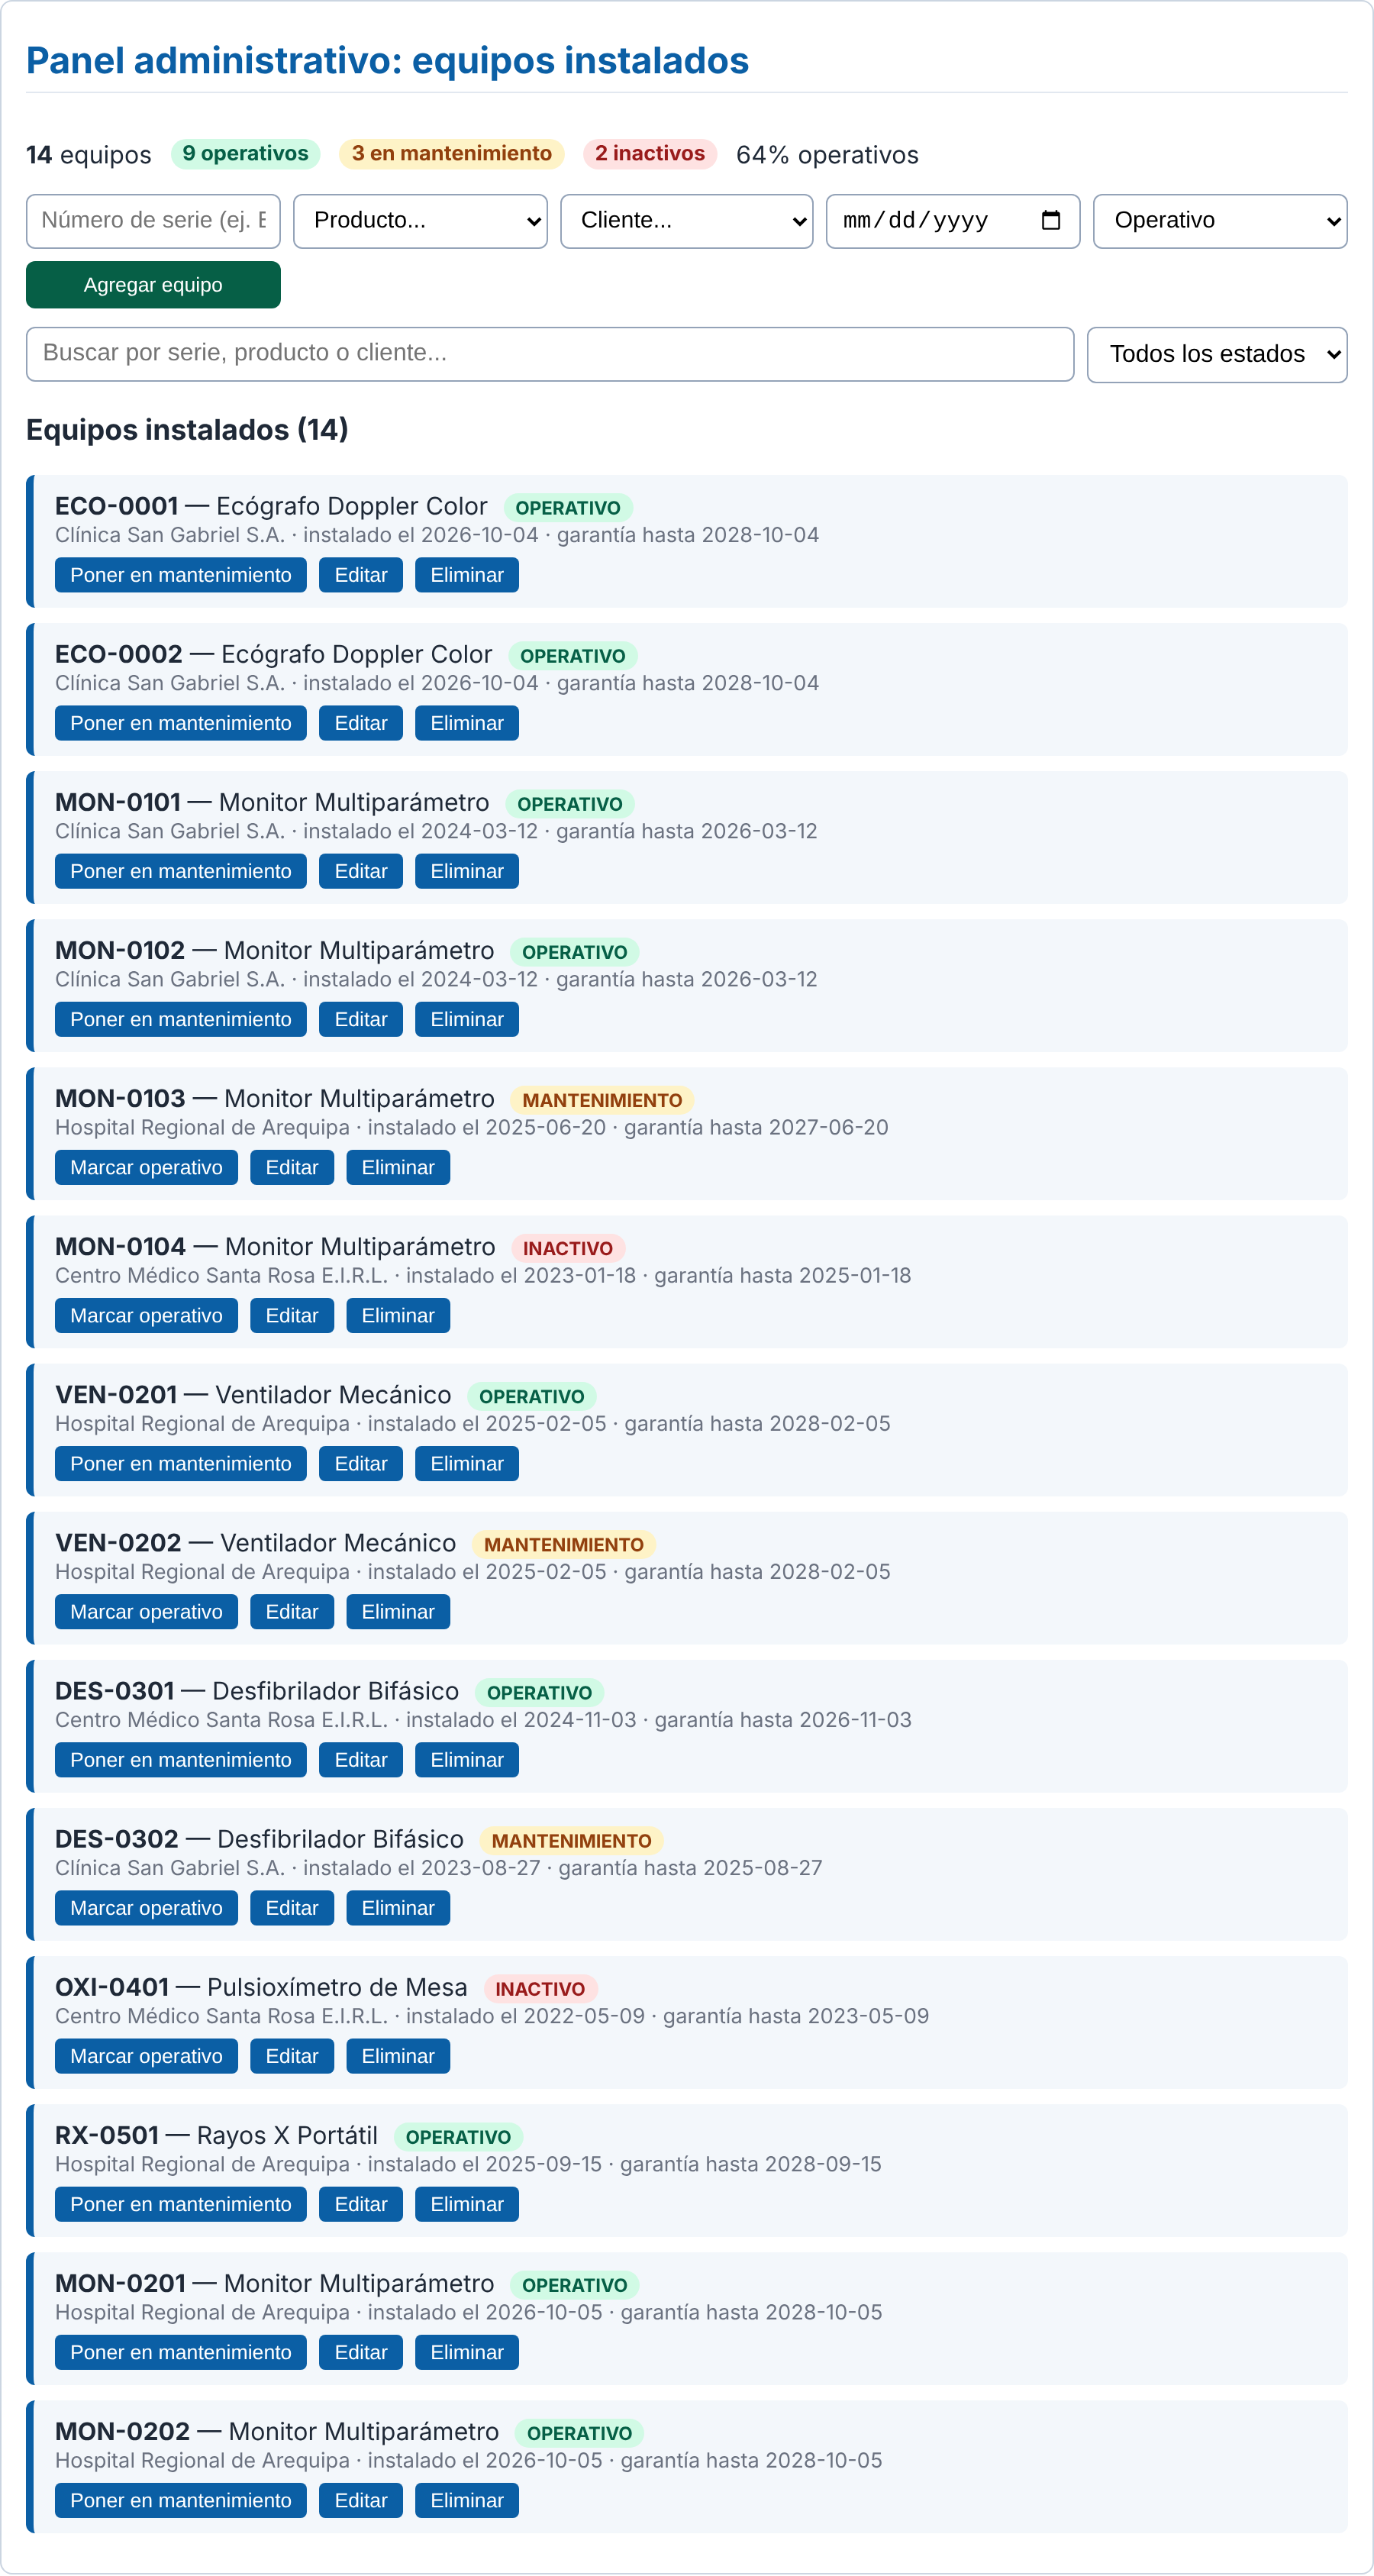 Panel administrativo: equipos instalados
14 equipos 9 operativos 3 en mantenimiento 2 inactivos 64% operativos
Número de serie (ej. E Producto... Cliente... mm/dd/yyyy Operativo
Agregar equipo
Buscar por serie, producto o cliente... Todos los estados
Equipos instalados (14)
ECO-0001 — Ecógrafo Doppler Color OPERATIVO
Clínica San Gabriel S.A. · instalado el 2026-10-04 · garantía hasta 2028-10-04
Poner en mantenimiento Editar Eliminar
ECO-0002 — Ecógrafo Doppler Color OPERATIVO
Clínica San Gabriel S.A. · instalado el 2026-10-04 · garantía hasta 2028-10-04
Poner en mantenimiento Editar Eliminar
MON-0101 — Monitor Multiparámetro OPERATIVO
Clínica San Gabriel S.A. · instalado el 2024-03-12 · garantía hasta 2026-03-12
Poner en mantenimiento Editar Eliminar
MON-0102 — Monitor Multiparámetro OPERATIVO
Clínica San Gabriel S.A. · instalado el 2024-03-12 · garantía hasta 2026-03-12
Poner en mantenimiento Editar Eliminar
MON-0103 — Monitor Multiparámetro MANTENIMIENTO
Hospital Regional de Arequipa · instalado el 2025-06-20 · garantía hasta 2027-06-20
Marcar operativo Editar Eliminar
MON-0104 — Monitor Multiparámetro INACTIVO
Centro Médico Santa Rosa E.I.R.L. · instalado el 2023-01-18 · garantía hasta 2025-01-18
Marcar operativo Editar Eliminar
VEN-0201 — Ventilador Mecánico OPERATIVO
Hospital Regional de Arequipa · instalado el 2025-02-05 · garantía hasta 2028-02-05
Poner en mantenimiento Editar Eliminar
VEN-0202 — Ventilador Mecánico MANTENIMIENTO
Hospital Regional de Arequipa · instalado el 2025-02-05 · garantía hasta 2028-02-05
Marcar operativo Editar Eliminar
DES-0301 — Desfibrilador Bifásico OPERATIVO
Centro Médico Santa Rosa E.I.R.L. · instalado el 2024-11-03 · garantía hasta 2026-11-03
Poner en mantenimiento Editar Eliminar
DES-0302 — Desfibrilador Bifásico MANTENIMIENTO
Clínica San Gabriel S.A. · instalado el 2023-08-27 · garantía hasta 2025-08-27
Marcar operativo Editar Eliminar
OXI-0401 — Pulsioxímetro de Mesa INACTIVO
Centro Médico Santa Rosa E.I.R.L. · instalado el 2022-05-09 · garantía hasta 2023-05-09
Marcar operativo Editar Eliminar
RX-0501 — Rayos X Portátil OPERATIVO
Hospital Regional de Arequipa · instalado el 2025-09-15 · garantía hasta 2028-09-15
Poner en mantenimiento Editar Eliminar
MON-0201 — Monitor Multiparámetro OPERATIVO
Hospital Regional de Arequipa · instalado el 2026-10-05 · garantía hasta 2028-10-05
Poner en mantenimiento Editar Eliminar
MON-0202 — Monitor Multiparámetro OPERATIVO
Hospital Regional de Arequipa · instalado el 2026-10-05 · garantía hasta 2028-10-05
Poner en mantenimiento Editar Eliminar